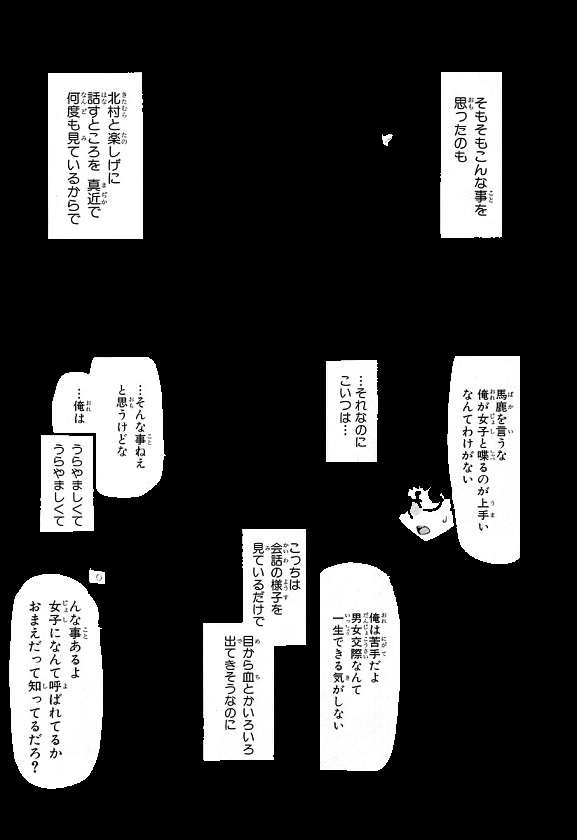 そもそもこんな事を
思ったのも
北村と楽しげに
話すところを 真近で
何度も見ているからで
馬鹿を言うな
俺が女子と喋るのが上手い
なんてわけがない
…それなのに
こいつは…
…そんな事ねえ
と思うけどな
…俺は
うらやましくて
うらやましくて
俺は苦手だよ
男女交際なんて
一生できる気がしない
こっちは
会話の様子を
見ているだけで
目から血とかいろいろ
出てきそうなのに
んな事あるよ
女子になんて呼ばれてるか
おまえだって知ってるだろ？